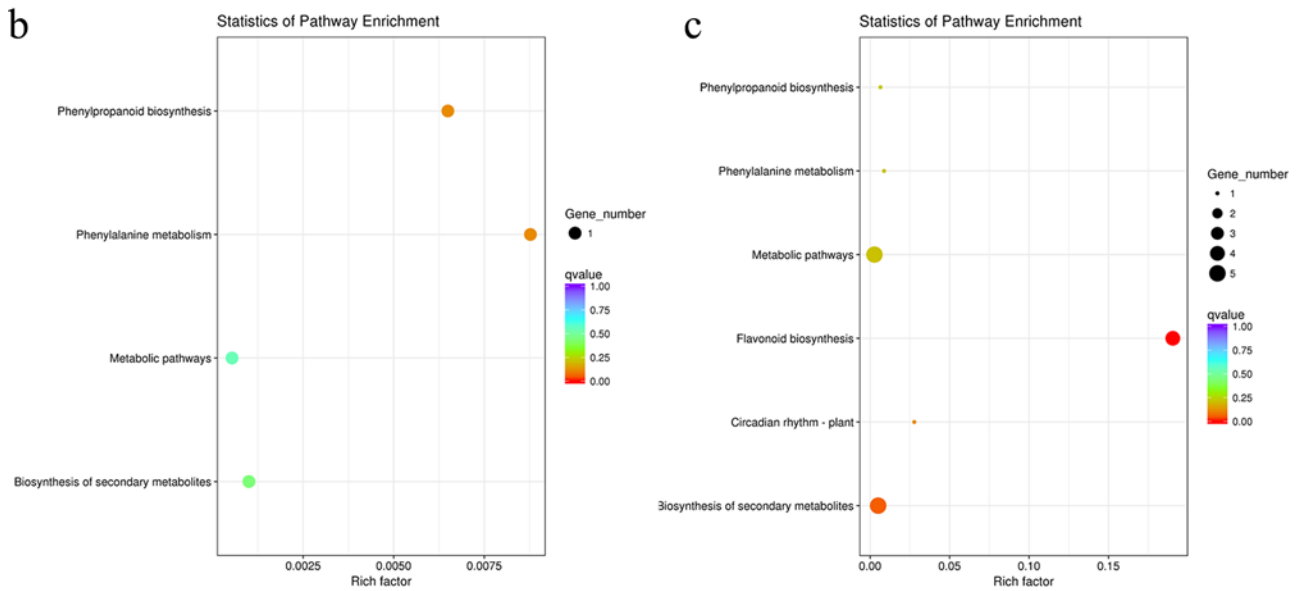 b
Statistics of Pathway Enrichment
Phenylpropanoid biosynthesis
Phenylalanine metabolism
Metabolic pathways
Biosynthesis of secondary metabolites
0.0025 0.0050 0.0075
Rich factor
Gene_number
1
qvalue
1.00
0.75
0.50
0.25
0.00
c
Statistics of Pathway Enrichment
Phenylpropanoid biosynthesis
Phenylalanine metabolism
Metabolic pathways
Flavonoid biosynthesis
Circadian rhythm - plant
Biosynthesis of secondary metabolites
0.00 0.05 0.10 0.15
Rich factor
Gene_number
1
2
3
4
5
qvalue
1.00
0.75
0.50
0.25
0.00